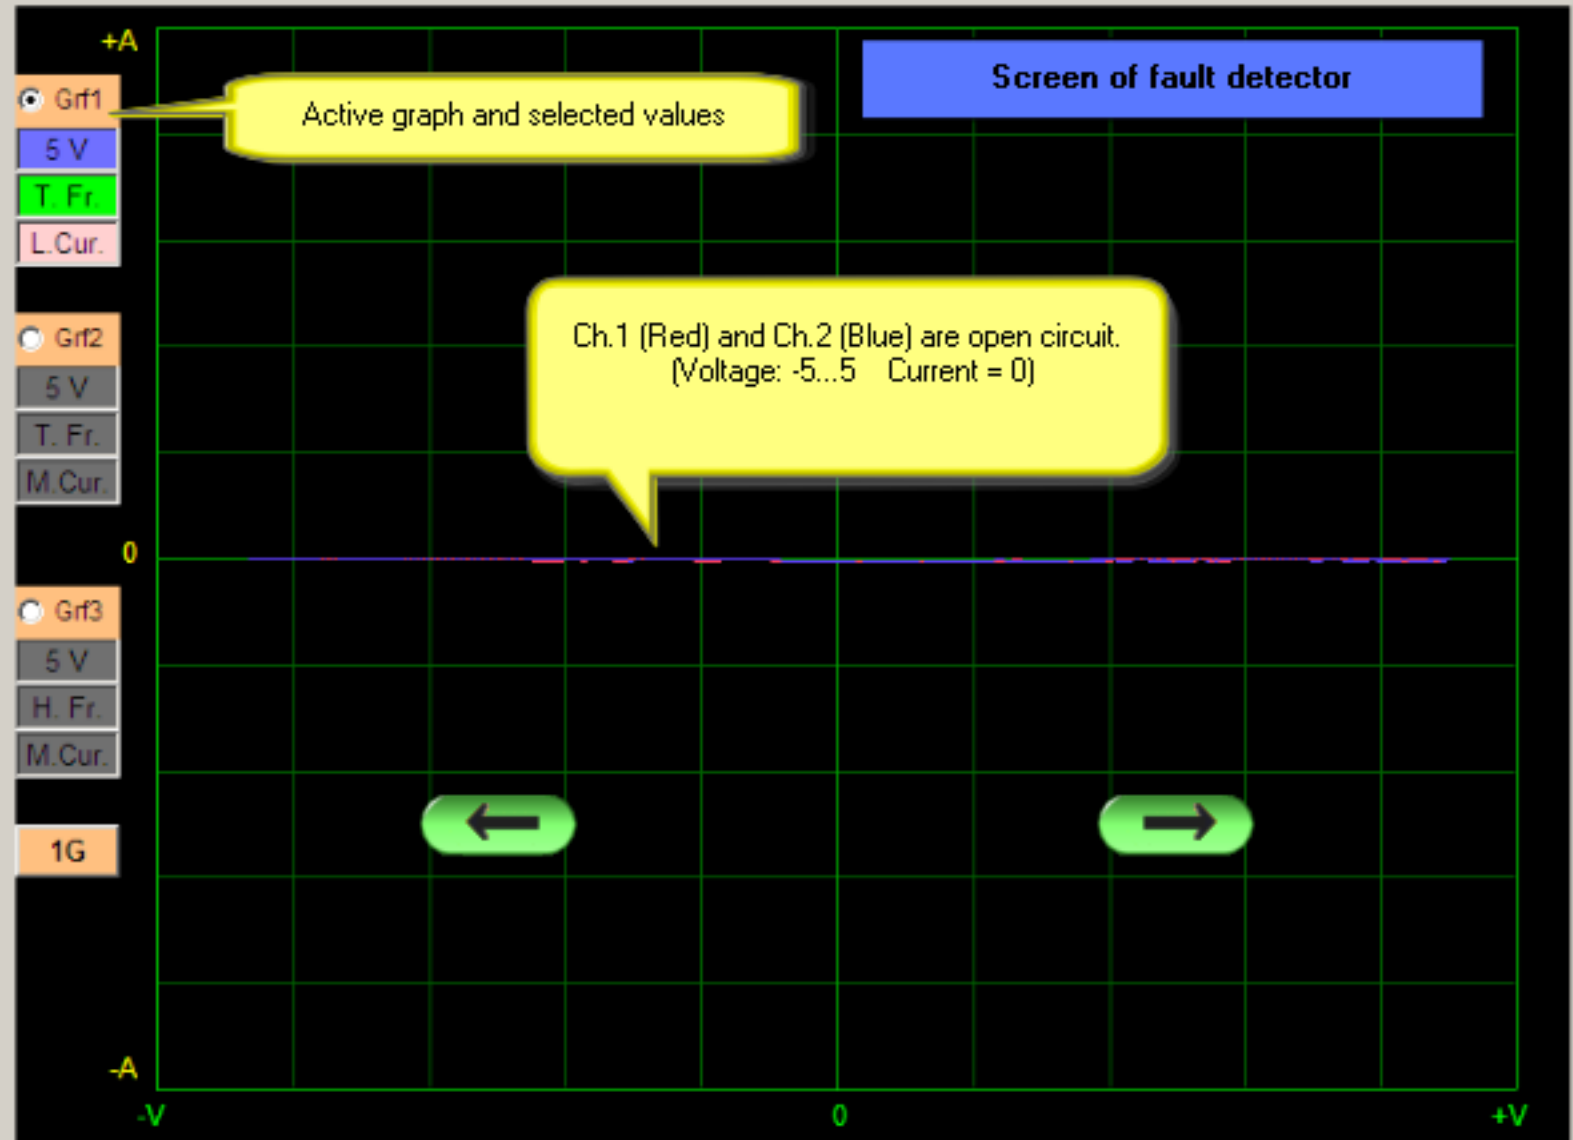 +A
Screen of fault detector
Grf1
Active graph and selected values
5 V
T. Fr.
L.Cur.
Ch.1 (Red) and Ch.2 (Blue) are open circuit.
(Voltage: -5...5 Current = 0)
Grf2
5 V
T. Fr.
M.Cur.
0
Grf3
5 V
H. Fr.
M.Cur.
1G
-A
-V
0
+V